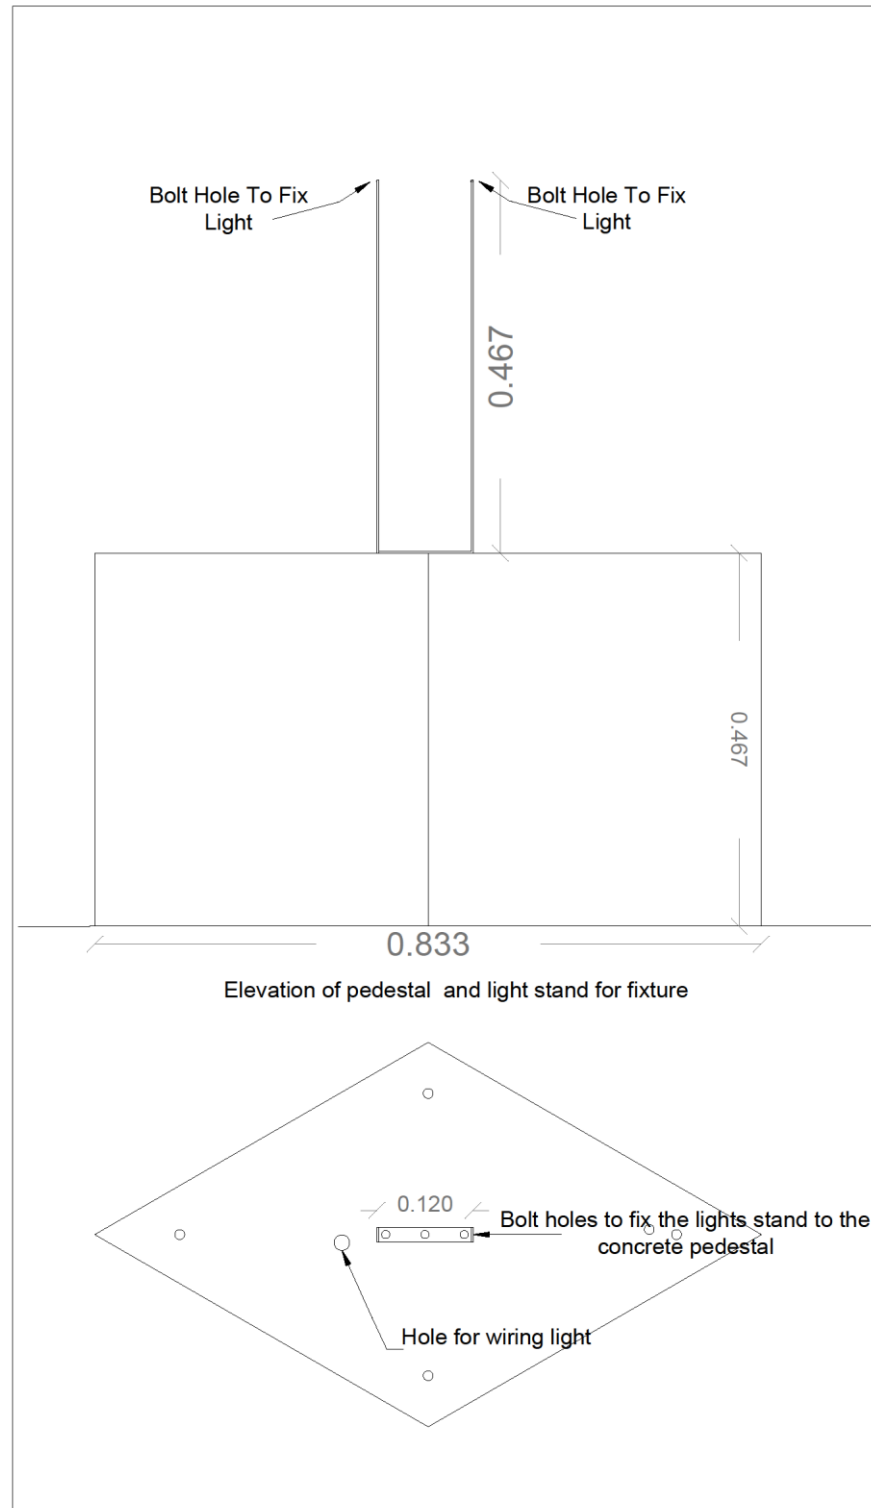 Bolt Hole To Fix
Light
Bolt Hole To Fix
Light
0.467
0.467
0.833
Elevation of pedestal and light stand for fixture
0.120
Bolt holes to fix the lights stand to the
concrete pedestal
Hole for wiring light